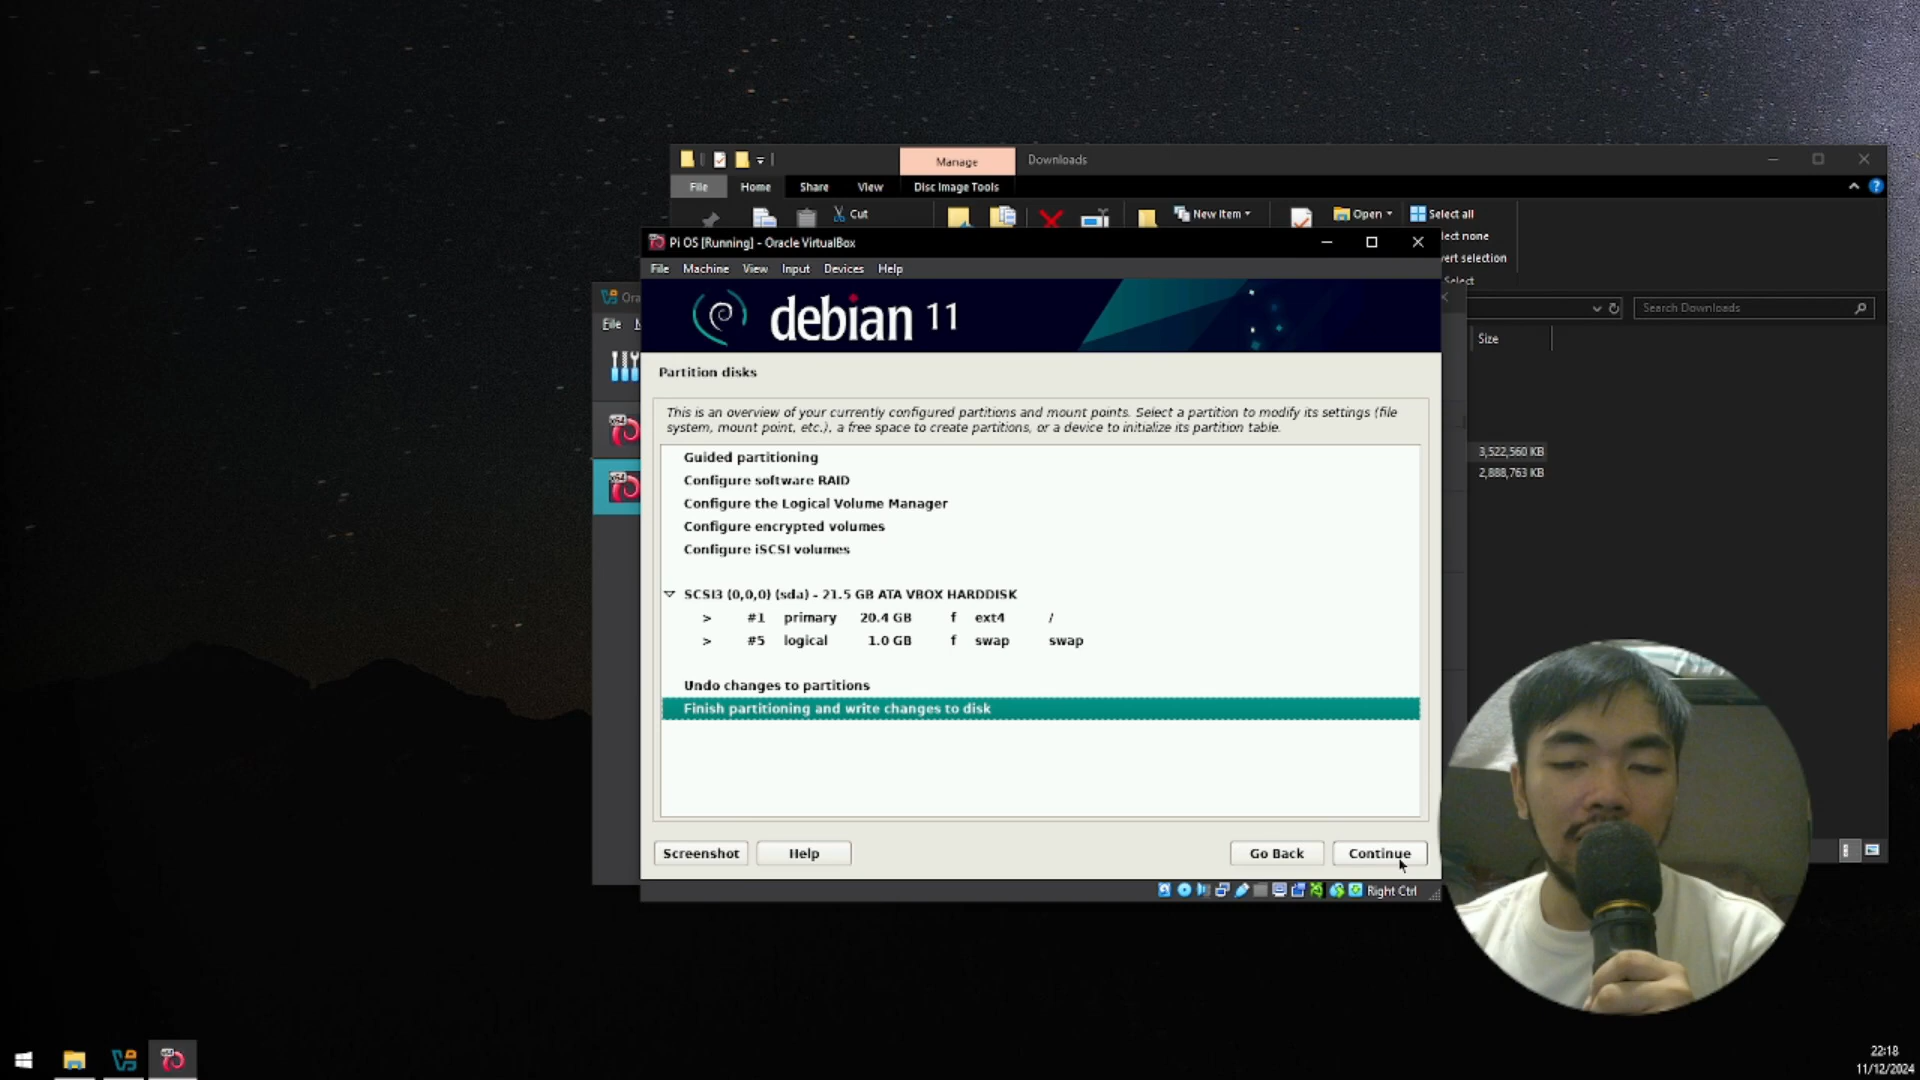 Manage
Downloads
File
Home
Share
View
Disc Image Tools
Cut
New item
Open
Select all
lect none
ert selection
Select
Pi OS [Running] - Oracle VirtualBox
File
Machine
View
Input
Devices
Help
Ora
File
debian 11
Search Downloads
Size
Partition disks
This is an overview of your currently configured partitions and mount points. Select a partition to modify its settings (file
system, mount point, etc.), a free space to create partitions, or a device to initialize its partition table.
Guided partitioning
Configure software RAID
Configure the Logical Volume Manager
Configure encrypted volumes
Configure iSCSI volumes
3,522,560 KB
2,888,763 KB
SCSI3 (0,0,0) (sda) - 21.5 GB ATA VBOX HARDDISK
> #1 primary 20.4 GB f ext4 /
> #5 logical 1.0 GB f swap swap
Undo changes to partitions
Finish partitioning and write changes to disk
Screenshot
Help
Go Back
Continue
Right Ctrl
22:18
11/12/2024